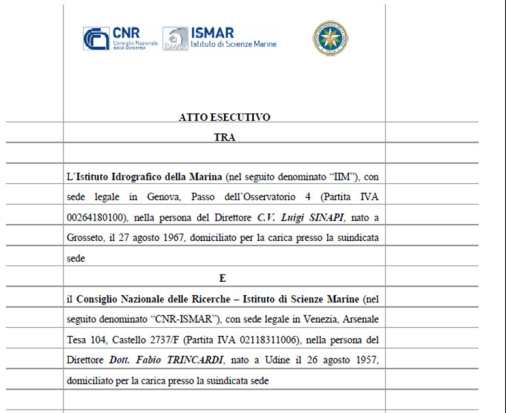 CNR
Consiglio Nazionale
delle Ricerche
ISMAR
Istituto di Scienze Marine
ATTO ESECUTIVO
TRA
L'Istituto Idrografico della Marina (nel seguito denominato "IIM"), con
sede legale in Genova, Passo dell'Osservatorio 4 (Partita IVA
00264180100), nella persona del Direttore C.V. Luigi SINAPI, nato a
Grosseto, il 27 agosto 1967, domiciliato per la carica presso la suindicata
sede
E
il Consiglio Nazionale delle Ricerche – Istituto di Scienze Marine (nel
seguito denominato "CNR-ISMAR"), con sede legale in Venezia, Arsenale
Tesa 104, Castello 2737/F (Partita IVA 02118311006), nella persona del
Direttore Dott. Fabio TRINCARDI, nato a Udine il 26 agosto 1957,
domiciliato per la carica presso la suindicata sede